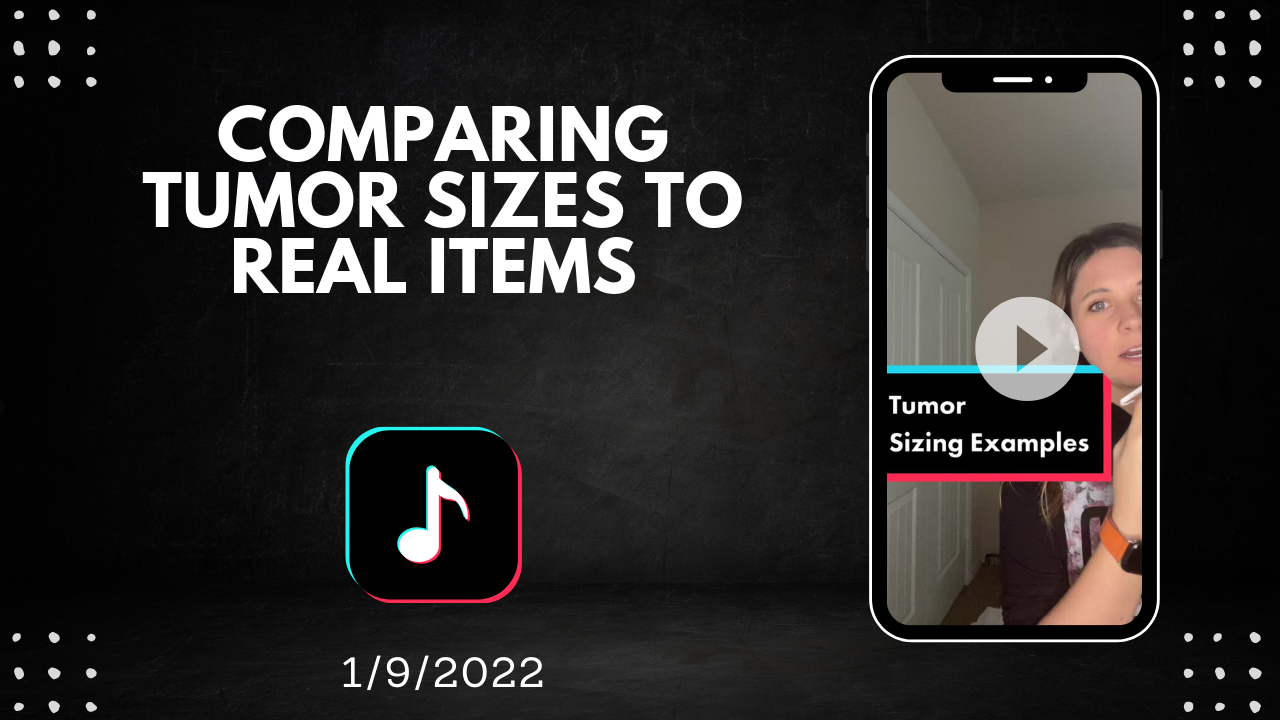 COMPARING
TUMOR SIZES TO
REAL ITEMS
1/9/2022
Tumor
Sizing Examples